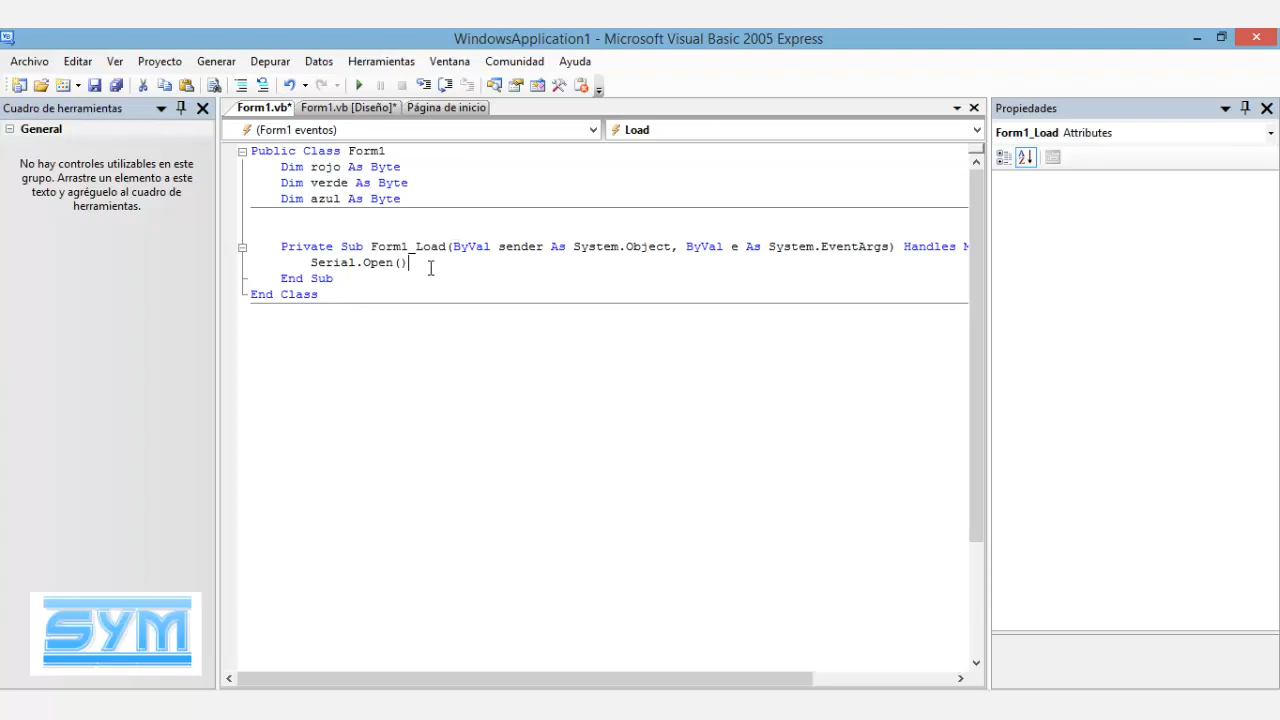 WindowsApplication1 - Microsoft Visual Basic 2005 Express
Archivo Editar Ver Proyecto Generar Depurar Datos Herramientas Ventana Comunidad Ayuda
Cuadro de herramientas
General
No hay controles utilizables en este
grupo. Arrastre un elemento a este
texto y agréguelo al cuadro de
herramientas.
Form1.vb* Form1.vb [Diseño]* Página de inicio
(Form1 eventos) Load
Public Class Form1
Dim rojo As Byte
Dim verde As Byte
Dim azul As Byte
Private Sub Form1_Load(ByVal sender As System.Object, ByVal e As System.EventArgs) Handles M
Serial.Open()
End Sub
End Class
Propiedades
Form1_Load Attributes
SYM